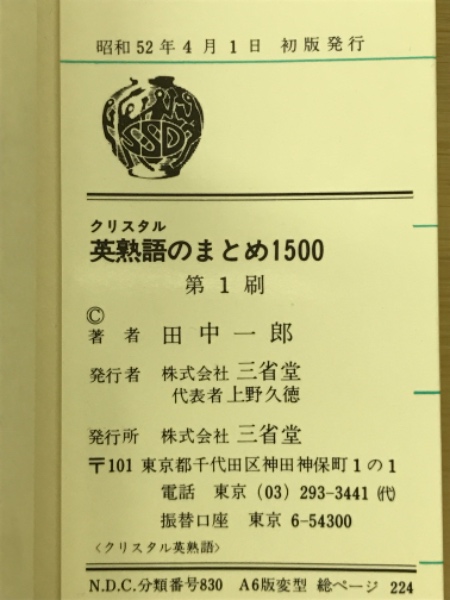 昭和52年4月1日 初版発行
SSD
クリスタル
英熟語のまとめ1500
第1刷
©
著者 田中一郎
発行者 株式会社 三省堂
代表者 上野久徳
発行所 株式会社 三省堂
〒101 東京都千代田区神田神保町1の1
電話 東京 (03) 293-3441 ㈹
振替口座 東京 6-54300
〈クリスタル英熟語〉
N.D.C.分類番号830 A6版変型 総ページ 224